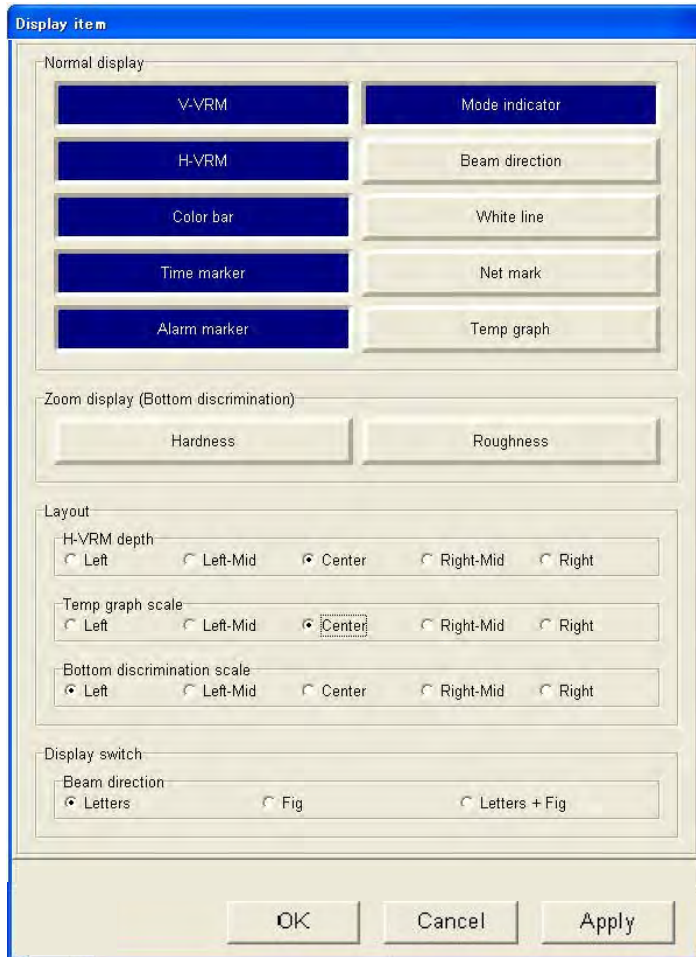 Display item
Normal display
V-VRM Mode indicator
H-VRM Beam direction
Color bar White line
Time marker Net mark
Alarm marker Temp graph
Zoom display (Bottom discrimination)
Hardness Roughness
Layout
H-VRM depth
Left Left-Mid Center Right-Mid Right
Temp graph scale
Left Left-Mid Center Right-Mid Right
Bottom discrimination scale
Left Left-Mid Center Right-Mid Right
Display switch
Beam direction
Letters Fig Letters + Fig
OK Cancel Apply